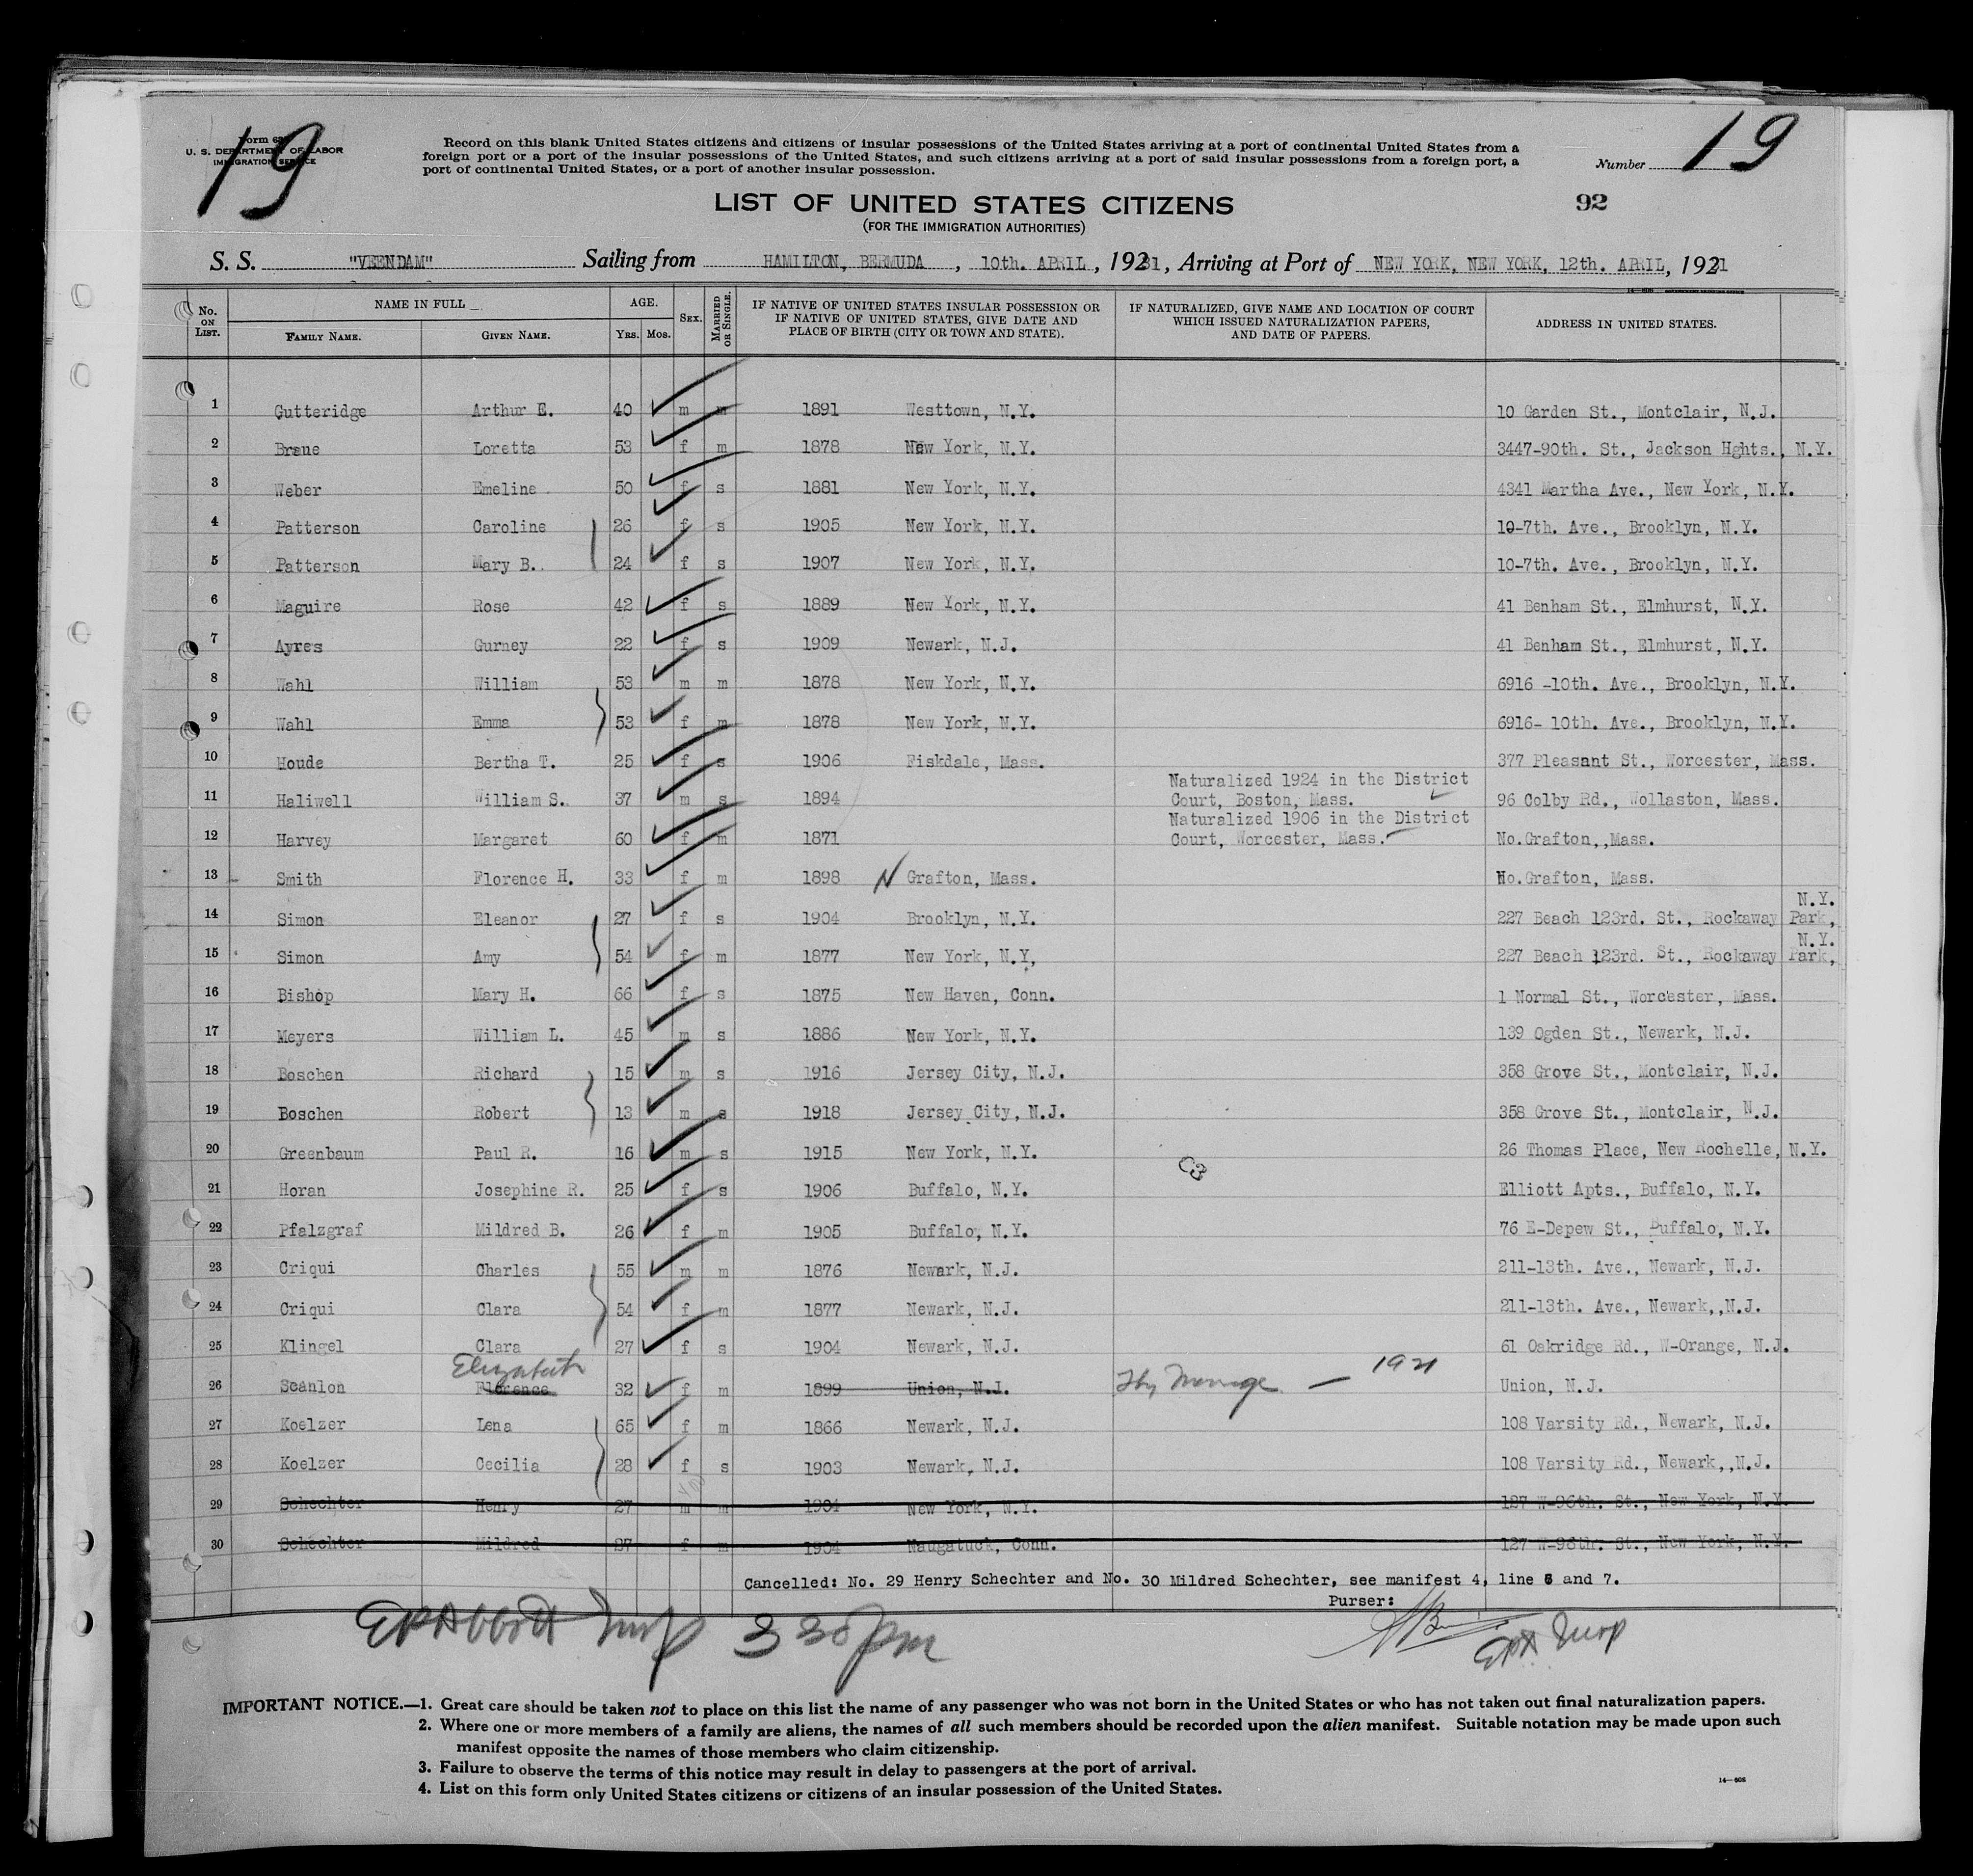 19
Form 63
U. S. DEPARTMENT OF LABOR
IMMIGRATION SERVICE
Record on this blank United States citizens and citizens of insular possessions of the United States arriving at a port of continental United States from a
foreign port or a port of the insular possessions of the United States, and such citizens arriving at a port of said insular possessions from a foreign port, a
port of continental United States, or a port of another insular possession.
Number 19
LIST OF UNITED STATES CITIZENS
92
(FOR THE IMMIGRATION AUTHORITIES)
S. S. "VEENDAM" Sailing from HAMILTON, BERMUDA, 10th. APRIL, 1931, Arriving at Port of NEW YORK, NEW YORK, 12th. APRIL, 1931
No. ON LIST. NAME IN FULL FAMILY NAME. GIVEN NAME. AGE. YRS. MOS. SEX. MARRIED OR SINGLE. IF NATIVE OF UNITED STATES INSULAR POSSESSION OR IF NATIVE OF UNITED STATES, GIVE DATE AND PLACE OF BIRTH (CITY OR TOWN AND STATE). IF NATURALIZED, GIVE NAME AND LOCATION OF COURT WHICH ISSUED NATURALIZATION PAPERS, AND DATE OF PAPERS. ADDRESS IN UNITED STATES.
1 Gutteridge Arthur E. 40 m m 1891 Westtown, N.Y. 10 Garden St., Montclair, N.J.
2 Braue Loretta 53 f m 1878 New York, N.Y. 3447-90th. St., Jackson Hghts., N.Y.
3 Weber Emeline 50 f s 1881 New York, N.Y. 4341 Martha Ave., New York, N.Y.
4 Patterson Caroline 26 f s 1905 New York, N.Y. 10-7th. Ave., Brooklyn, N.Y.
5 Patterson Mary B. 24 f s 1907 New York, N.Y. 10-7th. Ave., Brooklyn, N.Y.
6 Maguire Rose 42 f s 1889 New York, N.Y. 41 Benham St., Elmhurst, N.Y.
7 Ayres Gurney 22 f s 1909 Newark, N.J. 41 Benham St., Elmhurst, N.Y.
8 Wahl William 53 m m 1878 New York, N.Y. 6916 -10th. Ave., Brooklyn, N.Y.
9 Wahl Emma 53 f m 1878 New York, N.Y. 6916- 10th. Ave., Brooklyn, N.Y.
10 Houde Bertha T. 25 f s 1906 Fiskdale, Mass. 377 Pleasant St., Worcester, Mass.
11 Haliwell William S. 37 m s 1894 Naturalized 1924 in the District Court, Boston, Mass. 96 Colby Rd., Wollaston, Mass.
12 Harvey Margaret 60 f m 1871 Naturalized 1906 in the District Court, Worcester, Mass. No.Grafton,,Mass.
13 Smith Florence H. 33 f m 1898 N Grafton, Mass. No.Grafton, Mass.
14 Simon Eleanor 27 f s 1904 Brooklyn, N.Y. 227 Beach 123rd. St., Rockaway Park, N.Y.
15 Simon Amy 54 f m 1877 New York, N.Y, 227 Beach 123rd. St., Rockaway Park, N.Y.
16 Bishop Mary H. 66 f s 1875 New Haven, Conn. 1 Normal St., Worcester, Mass.
17 Meyers William L. 45 m s 1886 New York, N.Y. 139 Ogden St., Newark, N.J.
18 Boschen Richard 15 m s 1916 Jersey City, N.J. 358 Grove St., Montclair, N.J.
19 Boschen Robert 13 m s 1918 Jersey City, N.J. 358 Grove St., Montclair, N.J.
20 Greenbaum Paul R. 16 m s 1915 New York, N.Y. 26 Thomas Place, New Rochelle, N.Y.
21 Horan Josephine R. 25 f s 1906 Buffalo, N.Y. Elliott Apts., Buffalo, N.Y.
22 Pfalzgraf Mildred B. 26 f m 1905 Buffalo, N.Y. 76 E-Depew St., Buffalo, N.Y.
23 Criqui Charles 55 m m 1876 Newark, N.J. 211-13th. Ave., Newark, N.J.
24 Criqui Clara 54 f m 1877 Newark, N.J. 211-13th. Ave., Newark,,N.J.
25 Klingel Clara 27 f s 1904 Newark, N.J. 61 Oakridge Rd., W-Orange, N.J.
Elizabeth
26 Scanlon Florence 32 f m 1899 Union, N.J. Thy Marriage — 1921 Union, N.J.
27 Koelzer Lena 65 f m 1866 Newark, N.J. 108 Varsity Rd., Newark, N.J.
28 Koelzer Cecilia 28 f s 1903 Newark, N.J. 108 Varsity Rd., Newark,,N.J.
29 Schechter Henry 27 m m 1904 New York, N.Y. 127 W-96th. St., New York, N.Y.
30 Schechter Mildred 27 f m 1904 Naugatuck, Conn. 127 W-96th. St., New York, N.Y.
Cancelled: No. 29 Henry Schechter and No. 30 Mildred Schechter, see manifest 4, line 6 and 7.
Purser:
EPAbbott Insp 3 30 pm
EPA Insp
IMPORTANT NOTICE.—1. Great care should be taken not to place on this list the name of any passenger who was not born in the United States or who has not taken out final naturalization papers.
2. Where one or more members of a family are aliens, the names of all such members should be recorded upon the alien manifest. Suitable notation may be made upon such
manifest opposite the names of those members who claim citizenship.
3. Failure to observe the terms of this notice may result in delay to passengers at the port of arrival.
4. List on this form only United States citizens or citizens of an insular possession of the United States.